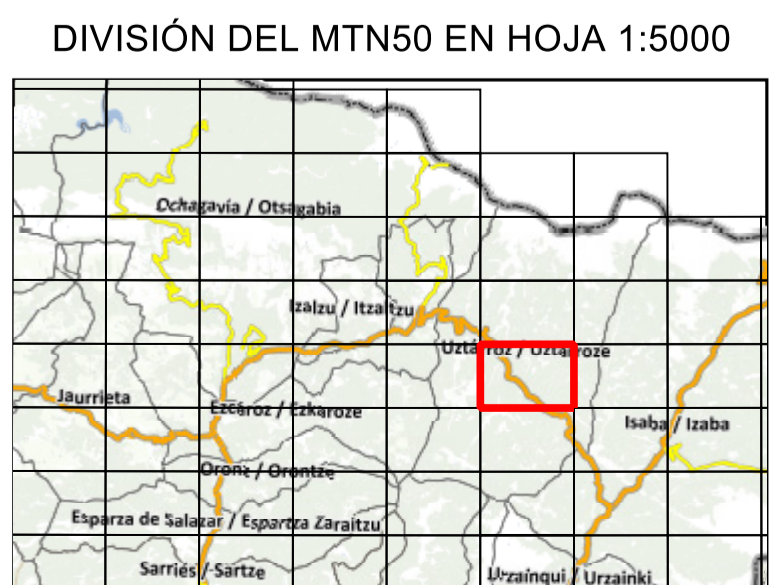 DIVISIÓN DEL MTN50 EN HOJA 1:5000
Ochagavía / Otsagabia
Izalzu / Itzaltzu
Uztárroz / Uztarroze
Jaurrieta
Ezcároz / Ezkaroze
Isaba / Izaba
Oronz / Orontze
Esparza de Salazar / Espartza Zaraitzu
Sarriés / Sartze
Urzainqui / Urzainki